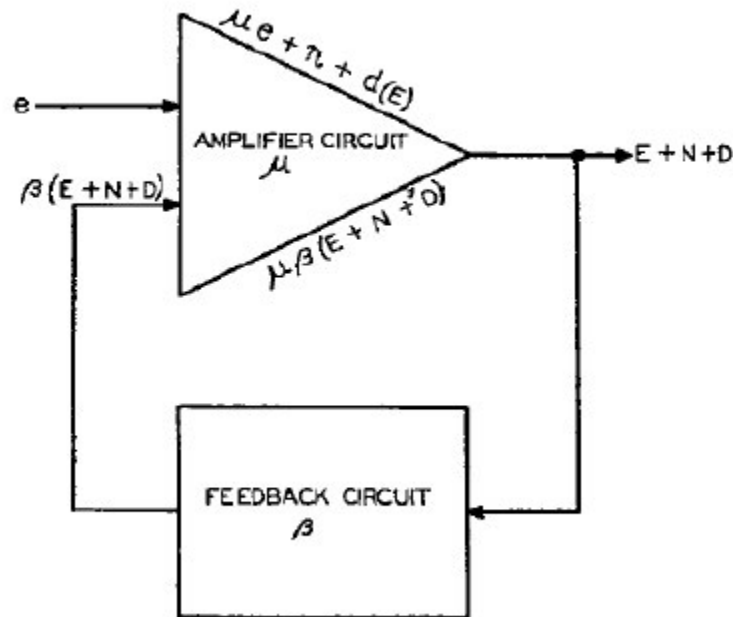 μe + n + d(E)
e
AMPLIFIER CIRCUIT
μ
E + N + D
β(E + N + D)
μβ(E + N + D)
FEEDBACK CIRCUIT
β